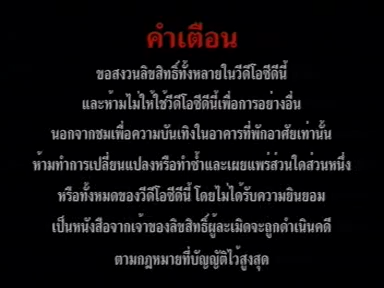 คำเตือน
ขอสงวนลิขสิทธิ์ทั้งหลายในวีดีโอซีดีนี้
และห้ามไม่ให้ใช้วีดีโอซีดีนี้เพื่อการอย่างอื่น
นอกจากชมเพื่อความบันเทิงในอาคารที่พักอาศัยเท่านั้น
ห้ามทำการเปลี่ยนแปลงหรือทำซ้ำและเผยแพร่ส่วนใดส่วนหนึ่ง
หรือทั้งหมดของวีดีโอซีดีนี้ โดยไม่ได้รับความยินยอม
เป็นหนังสือจากเจ้าของลิขสิทธิ์ผู้ละเมิดจะถูกดำเนินคดี
ตามกฎหมายที่บัญญัติไว้สูงสุด